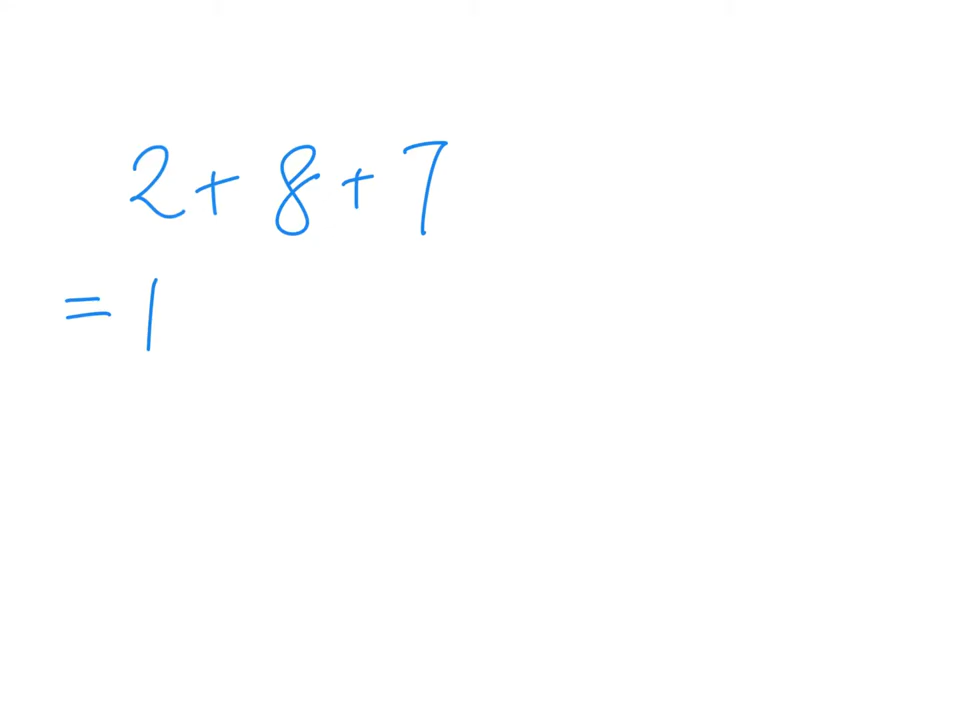 2 + 8 + 7
= 1